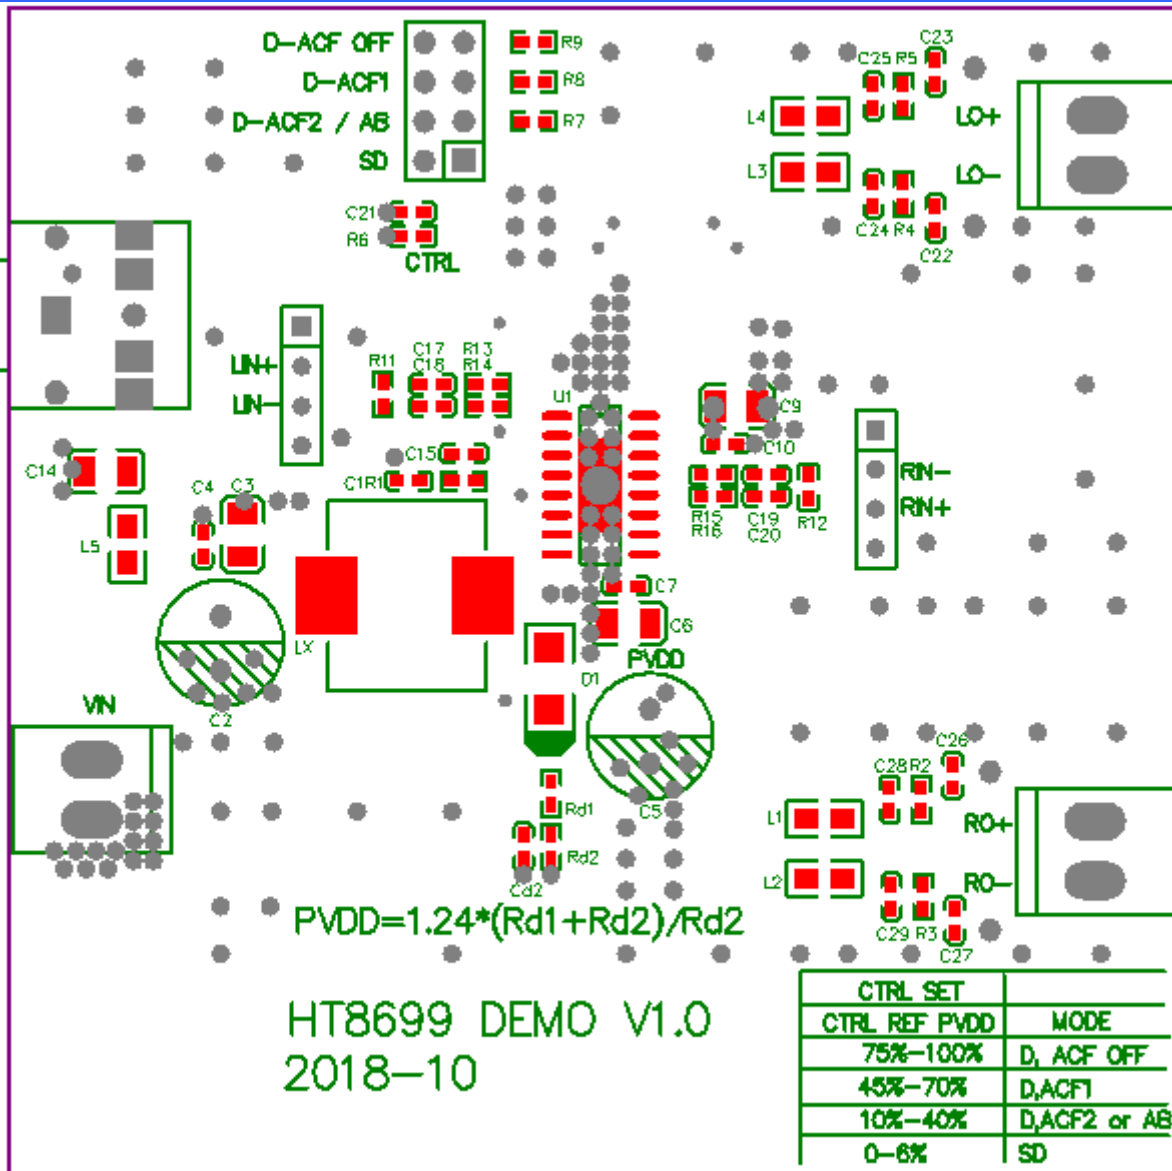 D-ACF OFF
D-ACF1
D-ACF2 / AB
SD
R9
R8
R7
C21
R6
CTRL
C25 R5
C23
L4
L3
LO+
LO-
C24 R4
C22
LIN+
LIN-
R11
C17
C18
R13
R14
U1
C9
C10
C15
C1 R1
C14
C4
C3
L5
R15
R16
C19
C20
R12
RIN-
RIN+
LX
C7
C6
PVDD
D1
C2
VIN
C5
Rd1
Rd2
Cd2
C28 R2
C26
L1
L2
RO+
RO-
C29 R3
C27
PVDD=1.24*(Rd1+Rd2)/Rd2
HT8699 DEMO V1.0
2018-10
CTRL SET
CTRL REF PVDD MODE
75%-100% D, ACF OFF
45%-70% D,ACF1
10%-40% D,ACF2 or AB
0-6% SD